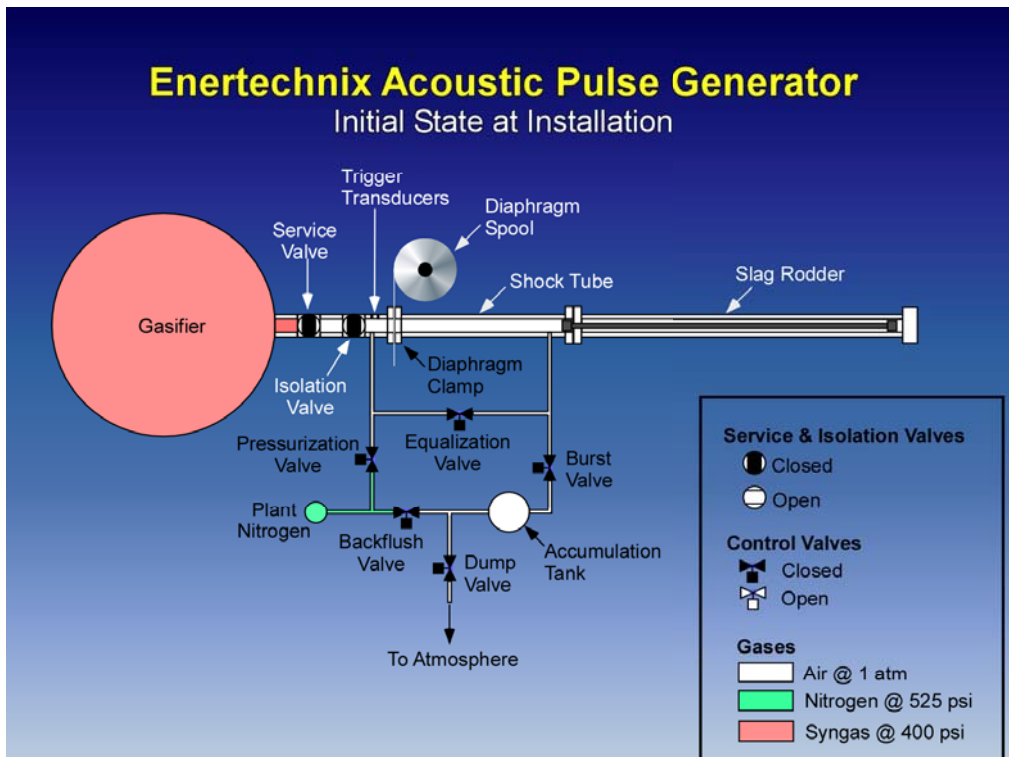 Enertechnix Acoustic Pulse Generator
Initial State at Installation
Trigger
Transducers
Diaphragm
Spool
Service
Valve
Shock Tube
Slag Rodder
Gasifier
Isolation
Valve
Diaphragm
Clamp
Pressurization
Valve
Equalization
Valve
Burst
Valve
Plant
Nitrogen
Backflush
Valve
Dump
Valve
Accumulation
Tank
To Atmosphere
Service & Isolation Valves
Closed
Open
Control Valves
Closed
Open
Gases
Air @ 1 atm
Nitrogen @ 525 psi
Syngas @ 400 psi